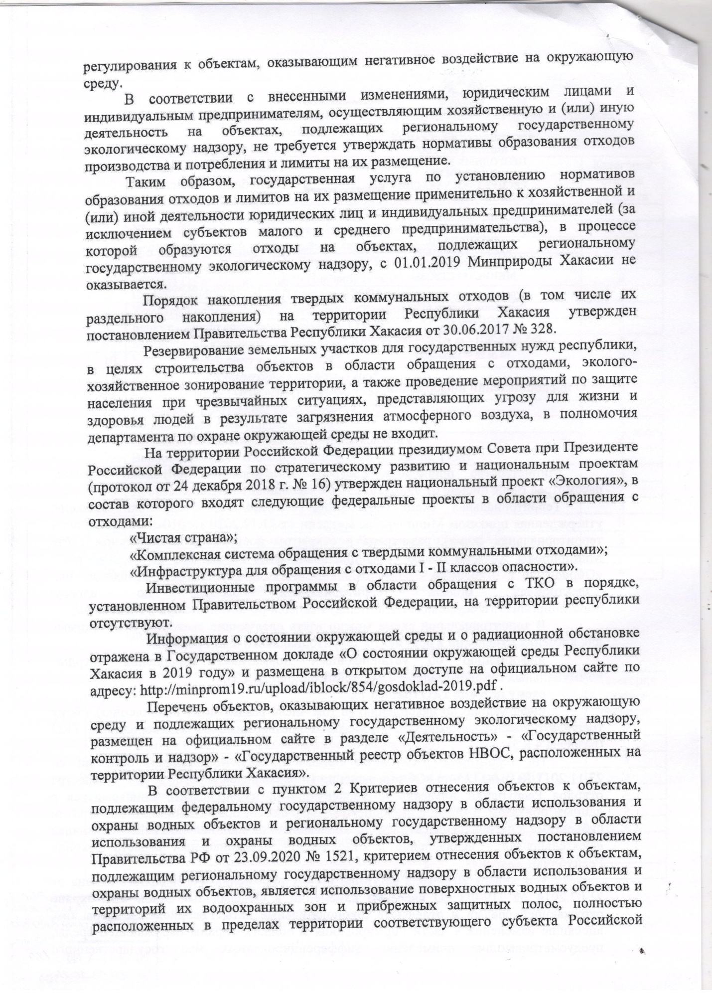 регулирования к объектам, оказывающим негативное воздействие на окружающую
среду.
В соответствии с внесенными изменениями, юридическим лицами и
индивидуальным предпринимателям, осуществляющим хозяйственную и (или) иную
деятельность на объектах, подлежащих региональному государственному
экологическому надзору, не требуется утверждать нормативы образования отходов
производства и потребления и лимиты на их размещение.
Таким образом, государственная услуга по установлению нормативов
образования отходов и лимитов на их размещение применительно к хозяйственной и
(или) иной деятельности юридических лиц и индивидуальных предпринимателей (за
исключением субъектов малого и среднего предпринимательства), в процессе
которой образуются отходы на объектах, подлежащих региональному
государственному экологическому надзору, с 01.01.2019 Минприроды Хакасии не
оказывается.
Порядок накопления твердых коммунальных отходов (в том числе их
раздельного накопления) на территории Республики Хакасия утвержден
постановлением Правительства Республики Хакасия от 30.06.2017 № 328.
Резервирование земельных участков для государственных нужд республики,
в целях строительства объектов в области обращения с отходами, эколого-
хозяйственное зонирование территории, а также проведение мероприятий по защите
населения при чрезвычайных ситуациях, представляющих угрозу для жизни и
здоровья людей в результате загрязнения атмосферного воздуха, в полномочия
департамента по охране окружающей среды не входит.
На территории Российской Федерации президиумом Совета при Президенте
Российской Федерации по стратегическому развитию и национальным проектам
(протокол от 24 декабря 2018 г. № 16) утвержден национальный проект «Экология», в
состав которого входят следующие федеральные проекты в области обращения с
отходами:
«Чистая страна»;
«Комплексная система обращения с твердыми коммунальными отходами»;
«Инфраструктура для обращения с отходами I - II классов опасности».
Инвестиционные программы в области обращения с ТКО в порядке,
установленном Правительством Российской Федерации, на территории республики
отсутствуют.
Информация о состоянии окружающей среды и о радиационной обстановке
отражена в Государственном докладе «О состоянии окружающей среды Республики
Хакасия в 2019 году» и размещена в открытом доступе на официальном сайте по
адресу: http://minprom19.ru/upload/iblock/854/gosdoklad-2019.pdf .
Перечень объектов, оказывающих негативное воздействие на окружающую
среду и подлежащих региональному государственному экологическому надзору,
размещен на официальном сайте в разделе «Деятельность» - «Государственный
контроль и надзор» - «Государственный реестр объектов НВОС, расположенных на
территории Республики Хакасия».
В соответствии с пунктом 2 Критериев отнесения объектов к объектам,
подлежащим федеральному государственному надзору в области использования и
охраны водных объектов и региональному государственному надзору в области
использования и охраны водных объектов, утвержденных постановлением
Правительства РФ от 23.09.2020 № 1521, критерием отнесения объектов к объектам,
подлежащим региональному государственному надзору в области использования и
охраны водных объектов, является использование поверхностных водных объектов и
территорий их водоохранных зон и прибрежных защитных полос, полностью
расположенных в пределах территории соответствующего субъекта Российской